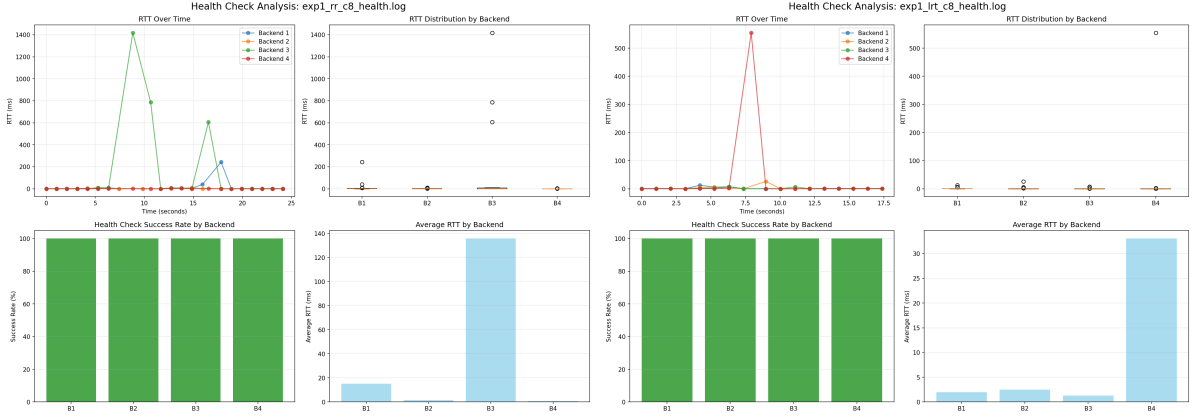 Health Check Analysis: exp1_rr_c8_health.log
RTT Over Time
RTT (ms)
1400
1200
1000
800
600
400
200
0
Backend 1
Backend 2
Backend 3
Backend 4
0 5 10 15 20 25
Time (seconds)
RTT Distribution by Backend
RTT (ms)
1400
1200
1000
800
600
400
200
0
B1 B2 B3 B4
Health Check Success Rate by Backend
Success Rate (%)
100
80
60
40
20
0
B1 B2 B3 B4
Average RTT by Backend
Average RTT (ms)
140
120
100
80
60
40
20
0
B1 B2 B3 B4
Health Check Analysis: exp1_lrt_c8_health.log
RTT Over Time
RTT (ms)
500
400
300
200
100
0
Backend 1
Backend 2
Backend 3
Backend 4
0.0 2.5 5.0 7.5 10.0 12.5 15.0 17.5
Time (seconds)
RTT Distribution by Backend
RTT (ms)
500
400
300
200
100
0
B1 B2 B3 B4
Health Check Success Rate by Backend
Success Rate (%)
100
80
60
40
20
0
B1 B2 B3 B4
Average RTT by Backend
Average RTT (ms)
30
25
20
15
10
5
0
B1 B2 B3 B4